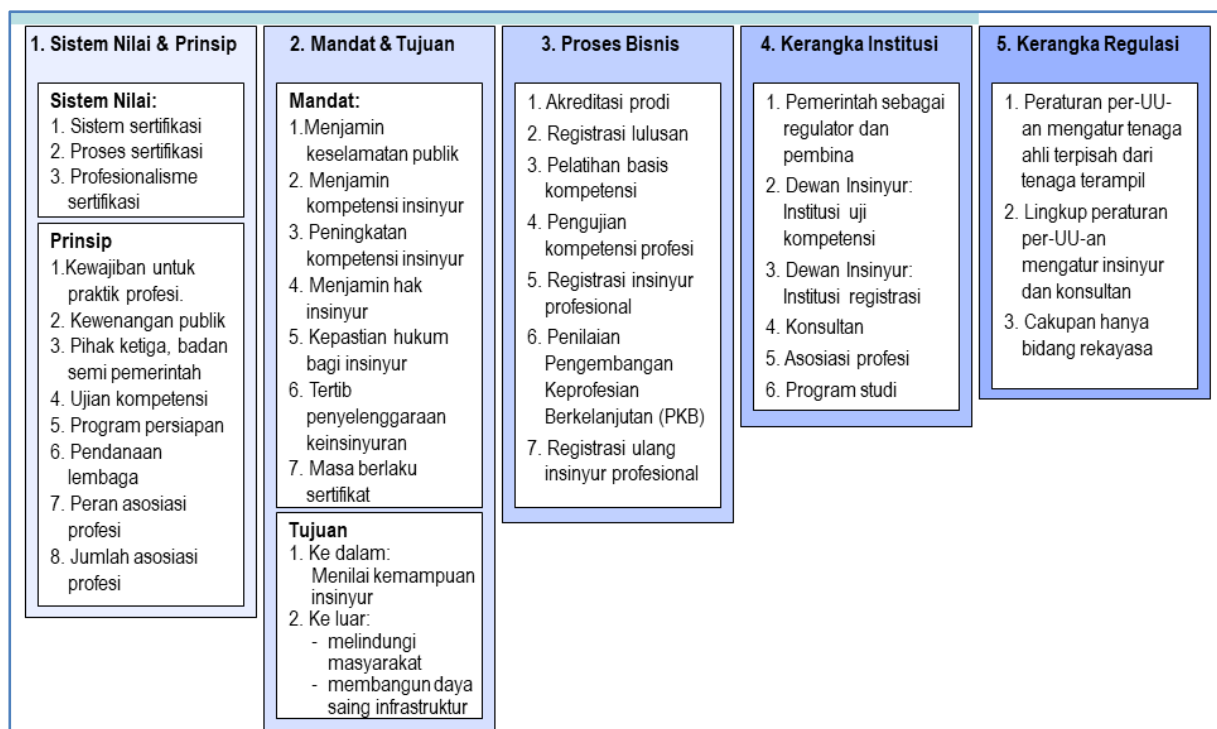 1. Sistem Nilai & Prinsip
Sistem Nilai:
1. Sistem sertifikasi
2. Proses sertifikasi
3. Profesionalisme
sertifikasi
Prinsip
1.Kewajiban untuk
praktik profesi.
2. Kewenangan publik
3. Pihak ketiga, badan
semi pemerintah
4. Ujian kompetensi
5. Program persiapan
6. Pendanaan
lembaga
7. Peran asosiasi
profesi
8. Jumlah asosiasi
profesi
2. Mandat & Tujuan
Mandat:
1.Menjamin
keselamatan publik
2. Menjamin
kompetensi insinyur
3. Peningkatan
kompetensi insinyur
4. Menjamin hak
insinyur
5. Kepastian hukum
bagi insinyur
6. Tertib
penyelenggaraan
keinsinyuran
7. Masa berlaku
sertifikat
Tujuan
1. Ke dalam:
Menilai kemampuan
insinyur
2. Ke luar:
- melindungi
masyarakat
- membangun daya
saing infrastruktur
3. Proses Bisnis
1. Akreditasi prodi
2. Registrasi lulusan
3. Pelatihan basis
kompetensi
4. Pengujian
kompetensi profesi
5. Registrasi insinyur
profesional
6. Penilaian
Pengembangan
Keprofesian
Berkelanjutan (PKB)
7. Registrasi ulang
insinyur profesional
4. Kerangka Institusi
1. Pemerintah sebagai
regulator dan
pembina
2. Dewan Insinyur:
Institusi uji
kompetensi
3. Dewan Insinyur:
Institusi registrasi
4. Konsultan
5. Asosiasi profesi
6. Program studi
5. Kerangka Regulasi
1. Peraturan per-UU-
an mengatur tenaga
ahli terpisah dari
tenaga terampil
2. Lingkup peraturan
per-UU-an
mengatur insinyur
dan konsultan
3. Cakupan hanya
bidang rekayasa